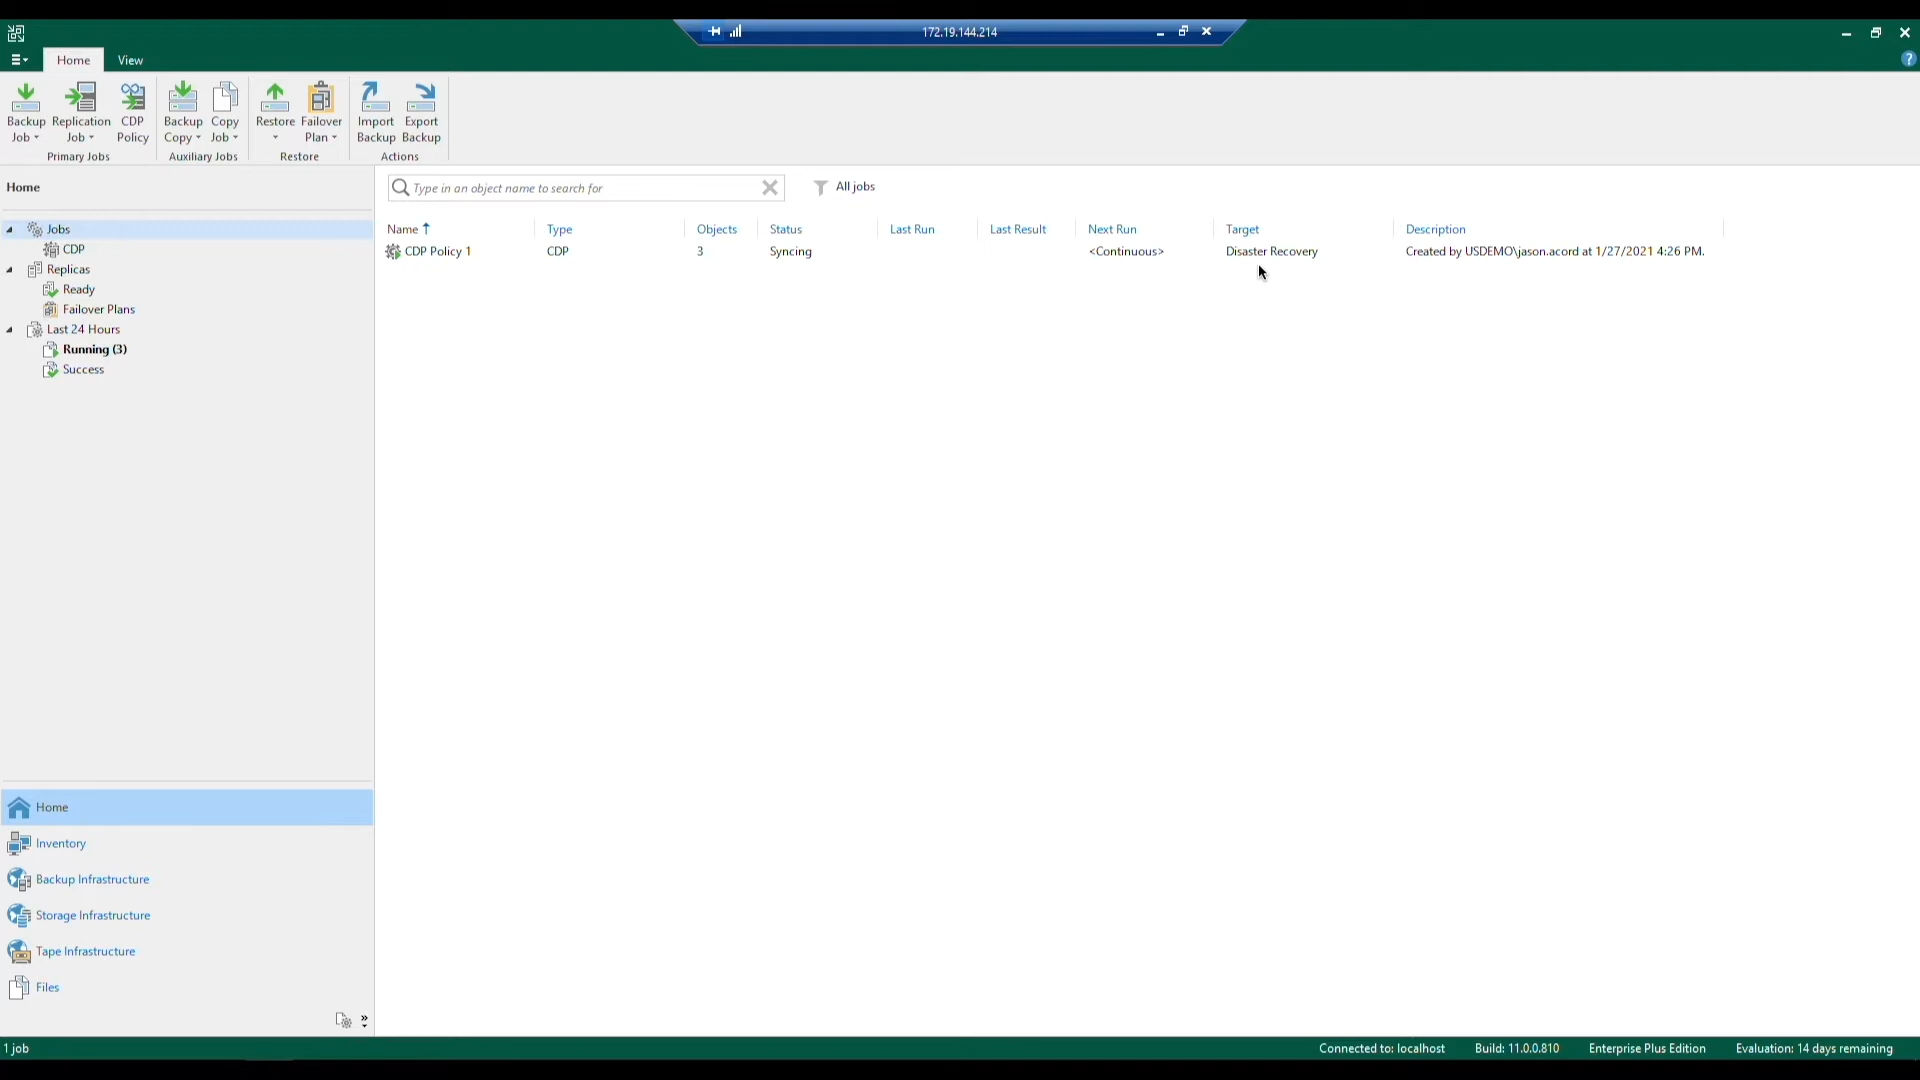 172.19.144.214
Home View
Backup Job Replication Job CDP Policy Backup Copy Copy Job Restore Failover Plan Import Backup Export Backup
Primary Jobs Auxiliary Jobs Restore Actions
Home
Type in an object name to search for All jobs
Name Type Objects Status Last Run Last Result Next Run Target Description
CDP Policy 1 CDP 3 Syncing <Continuous> Disaster Recovery Created by USDEMO\jason.acord at 1/27/2021 4:26 PM.
Jobs
CDP
Replicas
Ready
Failover Plans
Last 24 Hours
Running (3)
Success
Home
Inventory
Backup Infrastructure
Storage Infrastructure
Tape Infrastructure
Files
1 job Connected to: localhost Build: 11.0.0.810 Enterprise Plus Edition Evaluation: 14 days remaining